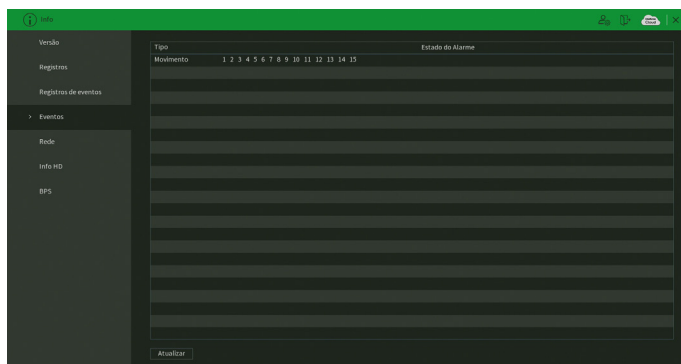 Info
Versão
Registros
Registros de eventos
> Eventos
Rede
Info HD
BPS
Tipo Estado do Alarme
Movimento 1 2 3 4 5 6 7 8 9 10 11 12 13 14 15
Atualizar